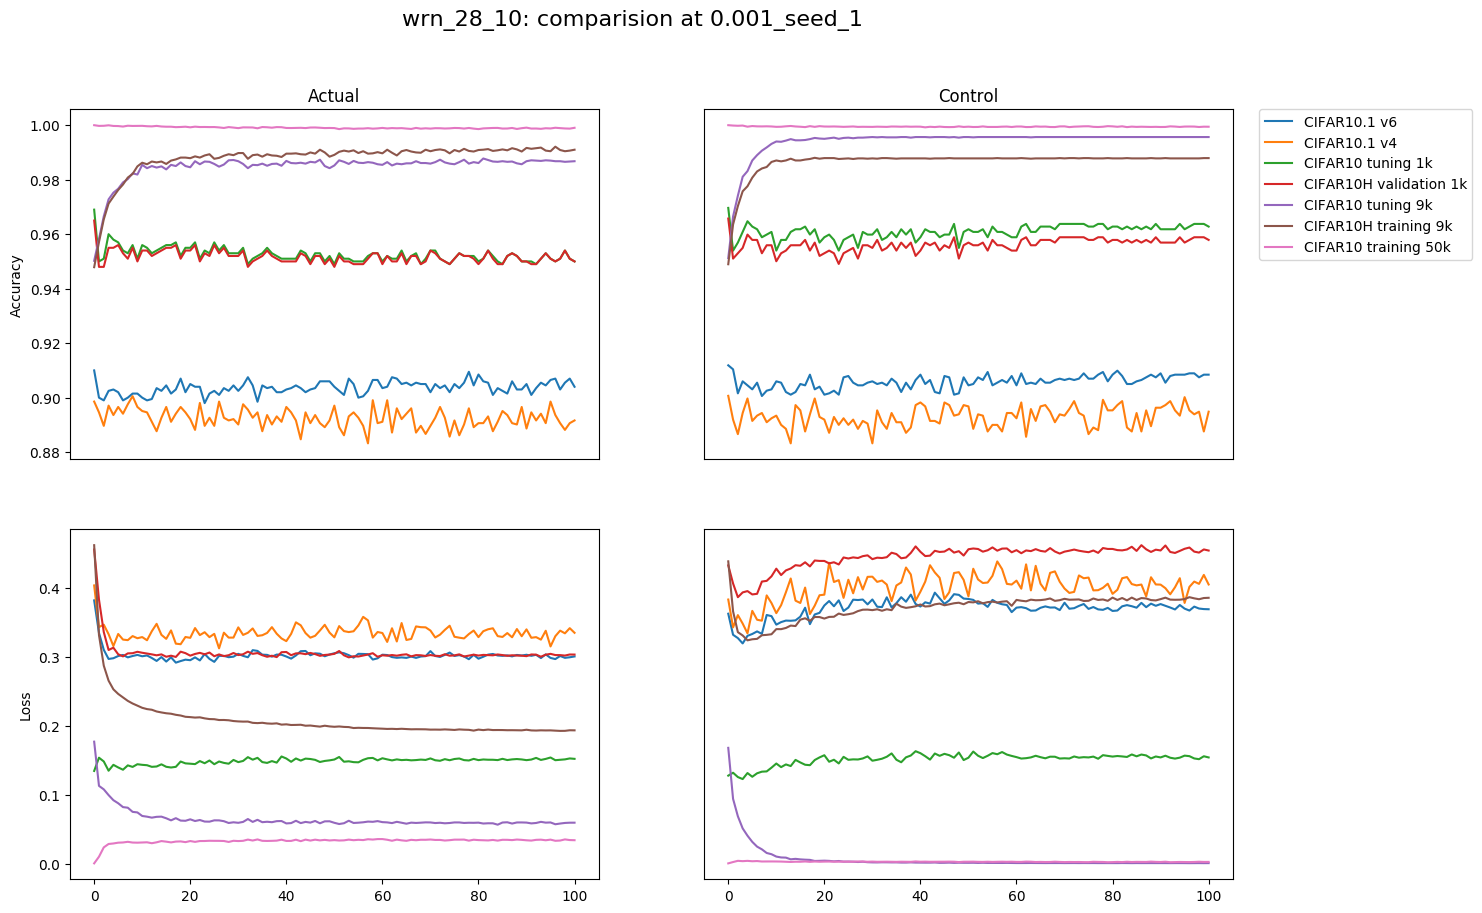 wrn_28_10: comparision at 0.001_seed_1
Actual
Control
1.00
0.98
0.96
0.94
0.92
0.90
0.88
Accuracy
CIFAR10.1 v6
CIFAR10.1 v4
CIFAR10 tuning 1k
CIFAR10H validation 1k
CIFAR10 tuning 9k
CIFAR10H training 9k
CIFAR10 training 50k
0.4
0.3
0.2
0.1
0.0
Loss
0 20 40 60 80 100
0 20 40 60 80 100